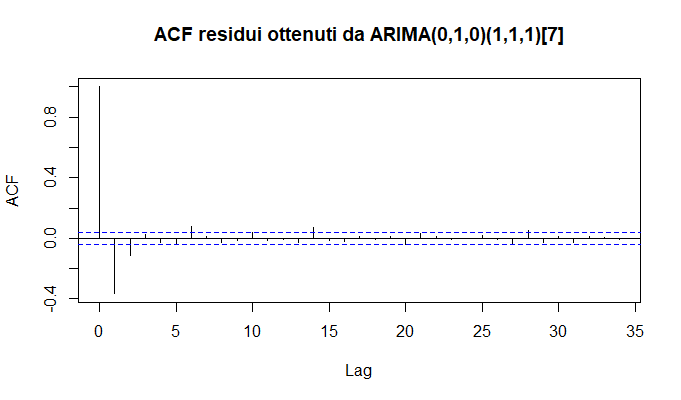 ACF residui ottenuti da ARIMA(0,1,0)(1,1,1)[7]
ACF
0.8
0.4
0.0
-0.4
0 5 10 15 20 25 30 35
Lag